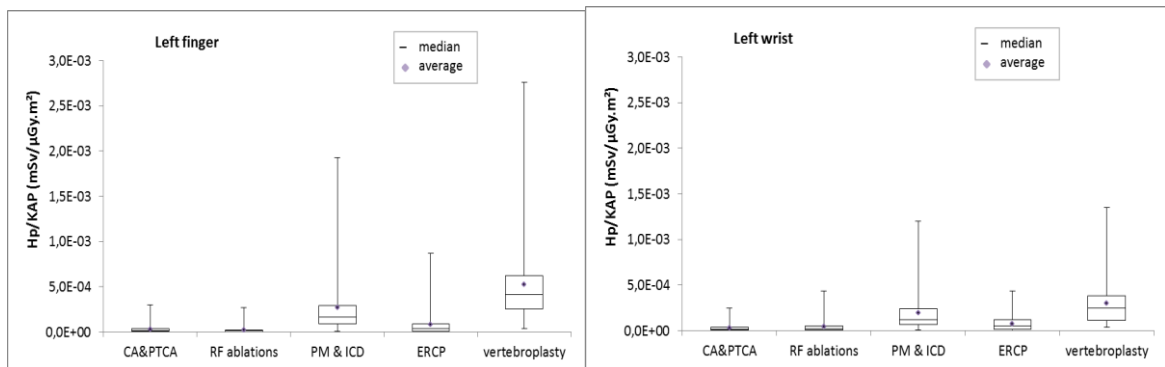 Left finger
– median
◆ average
Hp/KAP (mSv/µGy.m²)
3,0E-03
2,5E-03
2,0E-03
1,5E-03
1,0E-03
5,0E-04
0,0E+00
CA&PTCA RF ablations PM & ICD ERCP vertebroplasty
Left wrist
– median
◆ average
Hp/KAP (mSv/µGy.m²)
3,0E-03
2,5E-03
2,0E-03
1,5E-03
1,0E-03
5,0E-04
0,0E+00
CA&PTCA RF ablations PM & ICD ERCP vertebroplasty